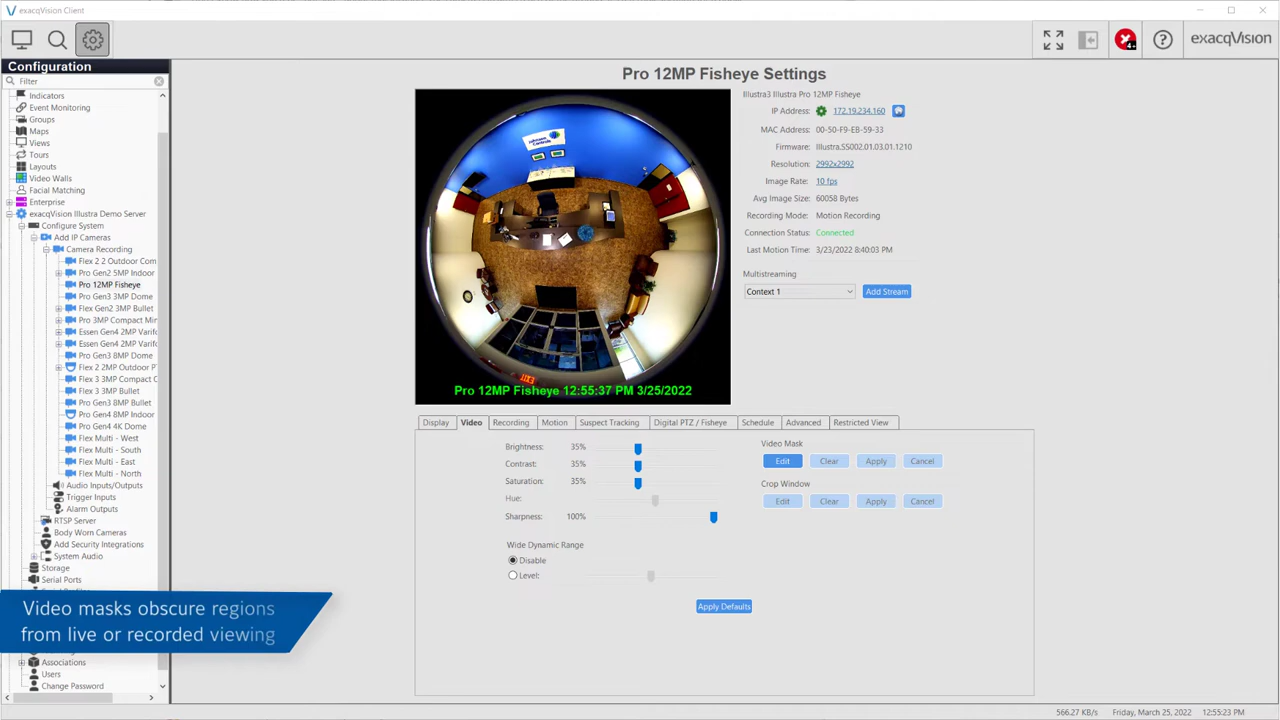 exacqVision Client
4+
exacqVision
Configuration
Filter
Indicators
Event Monitoring
Groups
Maps
Views
Tours
Layouts
Video Walls
Facial Matching
Enterprise
exacqVision Illustra Demo Server
Configure System
Add IP Cameras
Camera Recording
Flex 2 2 Outdoor Com
Pro Gen2 5MP Indoor
Pro 12MP Fisheye
Pro Gen3 3MP Dome
Flex Gen2 3MP Bullet
Pro 3MP Compact Min
Essen Gen4 2MP Varifo
Essen Gen4 2MP Varifo
Pro Gen3 8MP Dome
Flex 2 2MP Outdoor PT
Flex 3 3MP Compact C
Flex 3 3MP Bullet
Pro Gen3 8MP Bullet
Pro Gen4 8MP Indoor
Pro Gen4 4K Dome
Flex Multi - West
Flex Multi - South
Flex Multi - East
Flex Multi - North
Audio Inputs/Outputs
Trigger Inputs
Alarm Outputs
RTSP Server
Body Worn Cameras
Add Security Integrations
System Audio
Storage
Serial Ports
Video masks obscure regions
from live or recorded viewing
Associations
Users
Change Password
Pro 12MP Fisheye Settings
Johnson
Controls
EXIT
Pro 12MP Fisheye 12:55:37 PM 3/25/2022
Illustra3 Illustra Pro 12MP Fisheye
IP Address: 172.19.234.160
MAC Address: 00-50-F9-EB-59-33
Firmware: Illustra.SS002.01.03.01.1210
Resolution: 2992x2992
Image Rate: 10 fps
Avg Image Size: 60058 Bytes
Recording Mode: Motion Recording
Connection Status: Connected
Last Motion Time: 3/23/2022 8:40:03 PM
Multistreaming
Context 1 Add Stream
Display Video Recording Motion Suspect Tracking Digital PTZ / Fisheye Schedule Advanced Restricted View
Brightness: 35%
Contrast: 35%
Saturation: 35%
Hue:
Sharpness: 100%
Wide Dynamic Range
Disable
Level:
Video Mask
Edit Clear Apply Cancel
Crop Window
Edit Clear Apply Cancel
Apply Defaults
566.27 KB/s Friday, March 25, 2022 12:55:23 PM